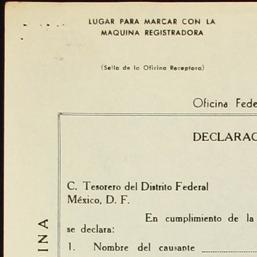 LUGAR PARA MARCAR CON LA
MAQUINA REGISTRADORA
(Sello de la Oficina Receptora)
Oficina Fede
DECLARAC
C. Tesorero del Distrito Federal
México, D. F.
En cumplimiento de la
se declara:
1. Nombre del causante
INA